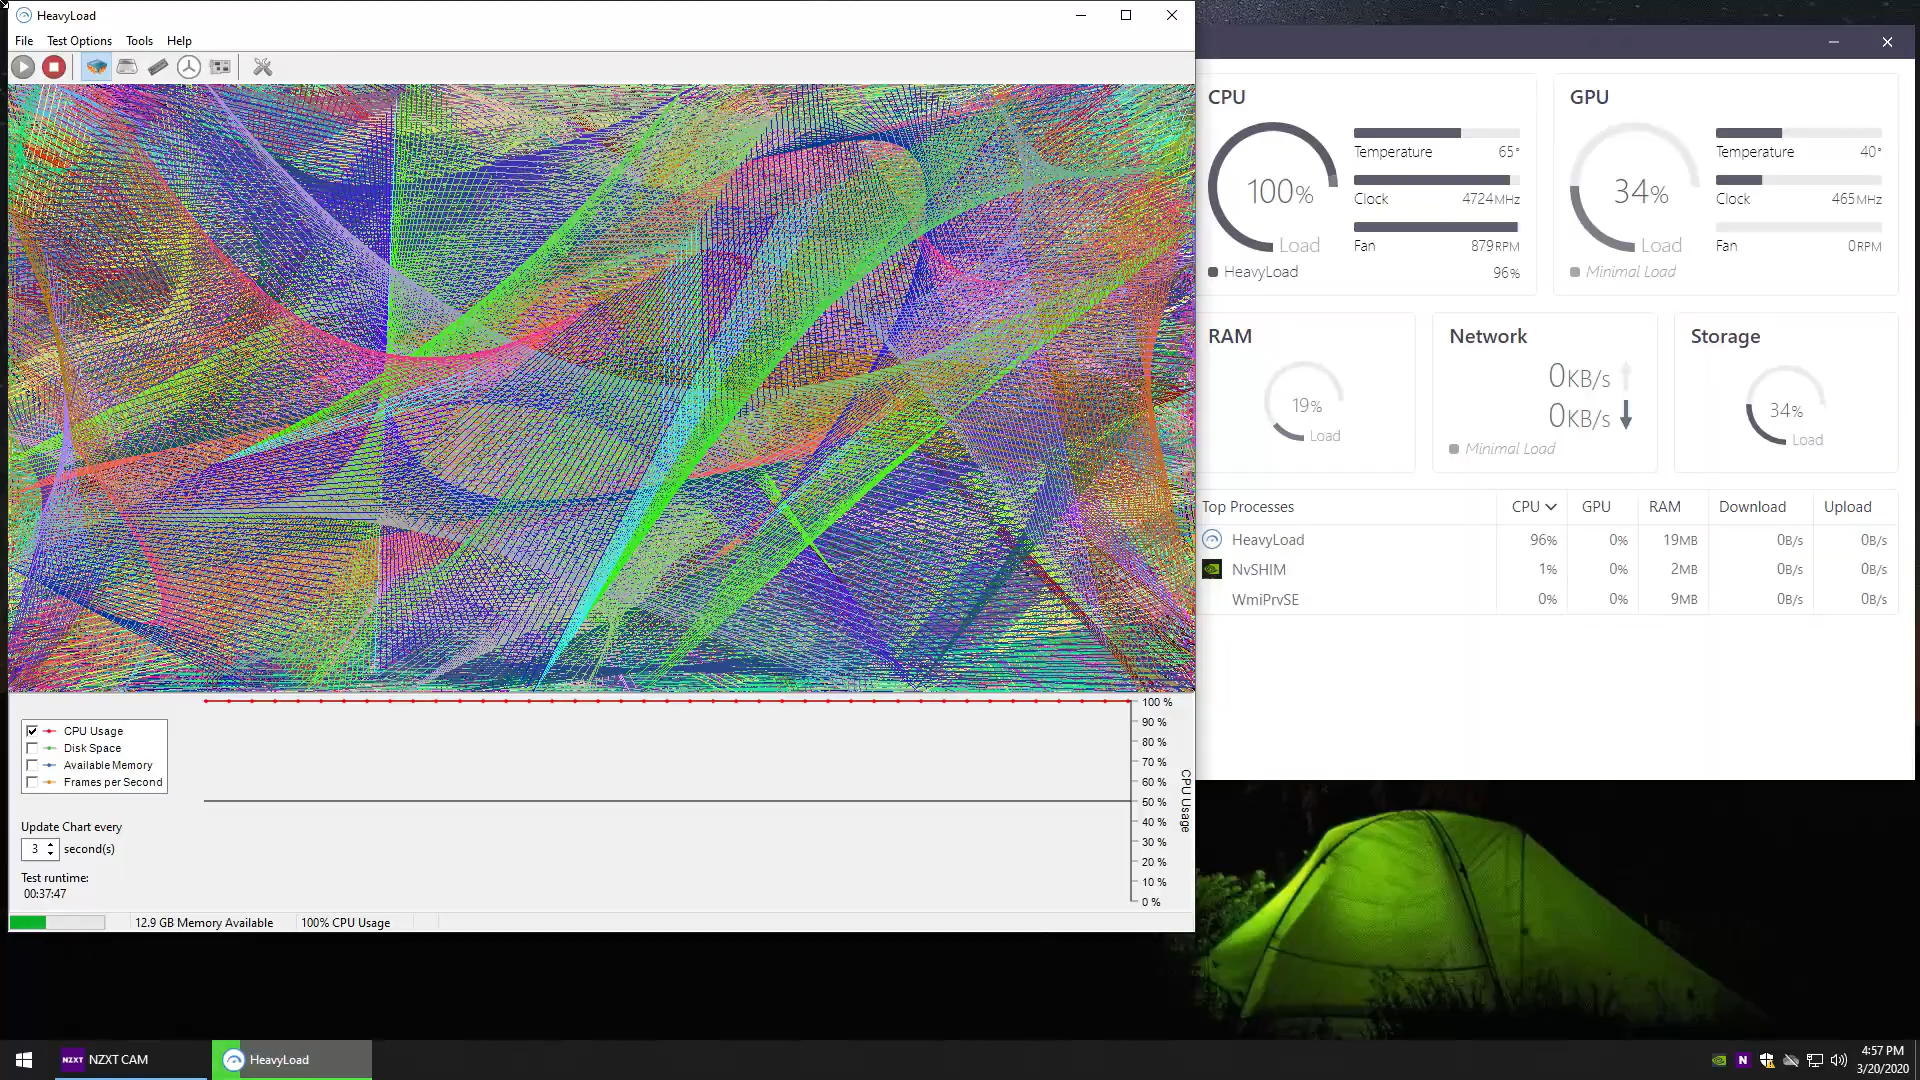 HeavyLoad
File Test Options Tools Help
CPU
100%
Load
Temperature 65°
Clock 4724MHz
Fan 879RPM
HeavyLoad 96%
GPU
34%
Load
Temperature 40°
Clock 465MHz
Fan 0RPM
Minimal Load
RAM
19%
Load
Network
0KB/s
0KB/s
Minimal Load
Storage
34%
Load
Top Processes CPU GPU RAM Download Upload
HeavyLoad 96% 0% 19MB 0B/s 0B/s
NvSHIM 1% 0% 2MB 0B/s 0B/s
WmiPrvSE 0% 0% 9MB 0B/s 0B/s
CPU Usage
Disk Space
Available Memory
Frames per Second
Update Chart every
3 second(s)
Test runtime:
00:37:47
100 %
90 %
80 %
70 %
60 %
50 %
40 %
30 %
20 %
10 %
0 %
CPU Usage
12.9 GB Memory Available 100% CPU Usage
NZXT NZXT CAM
HeavyLoad
N
4:57 PM
3/20/2020